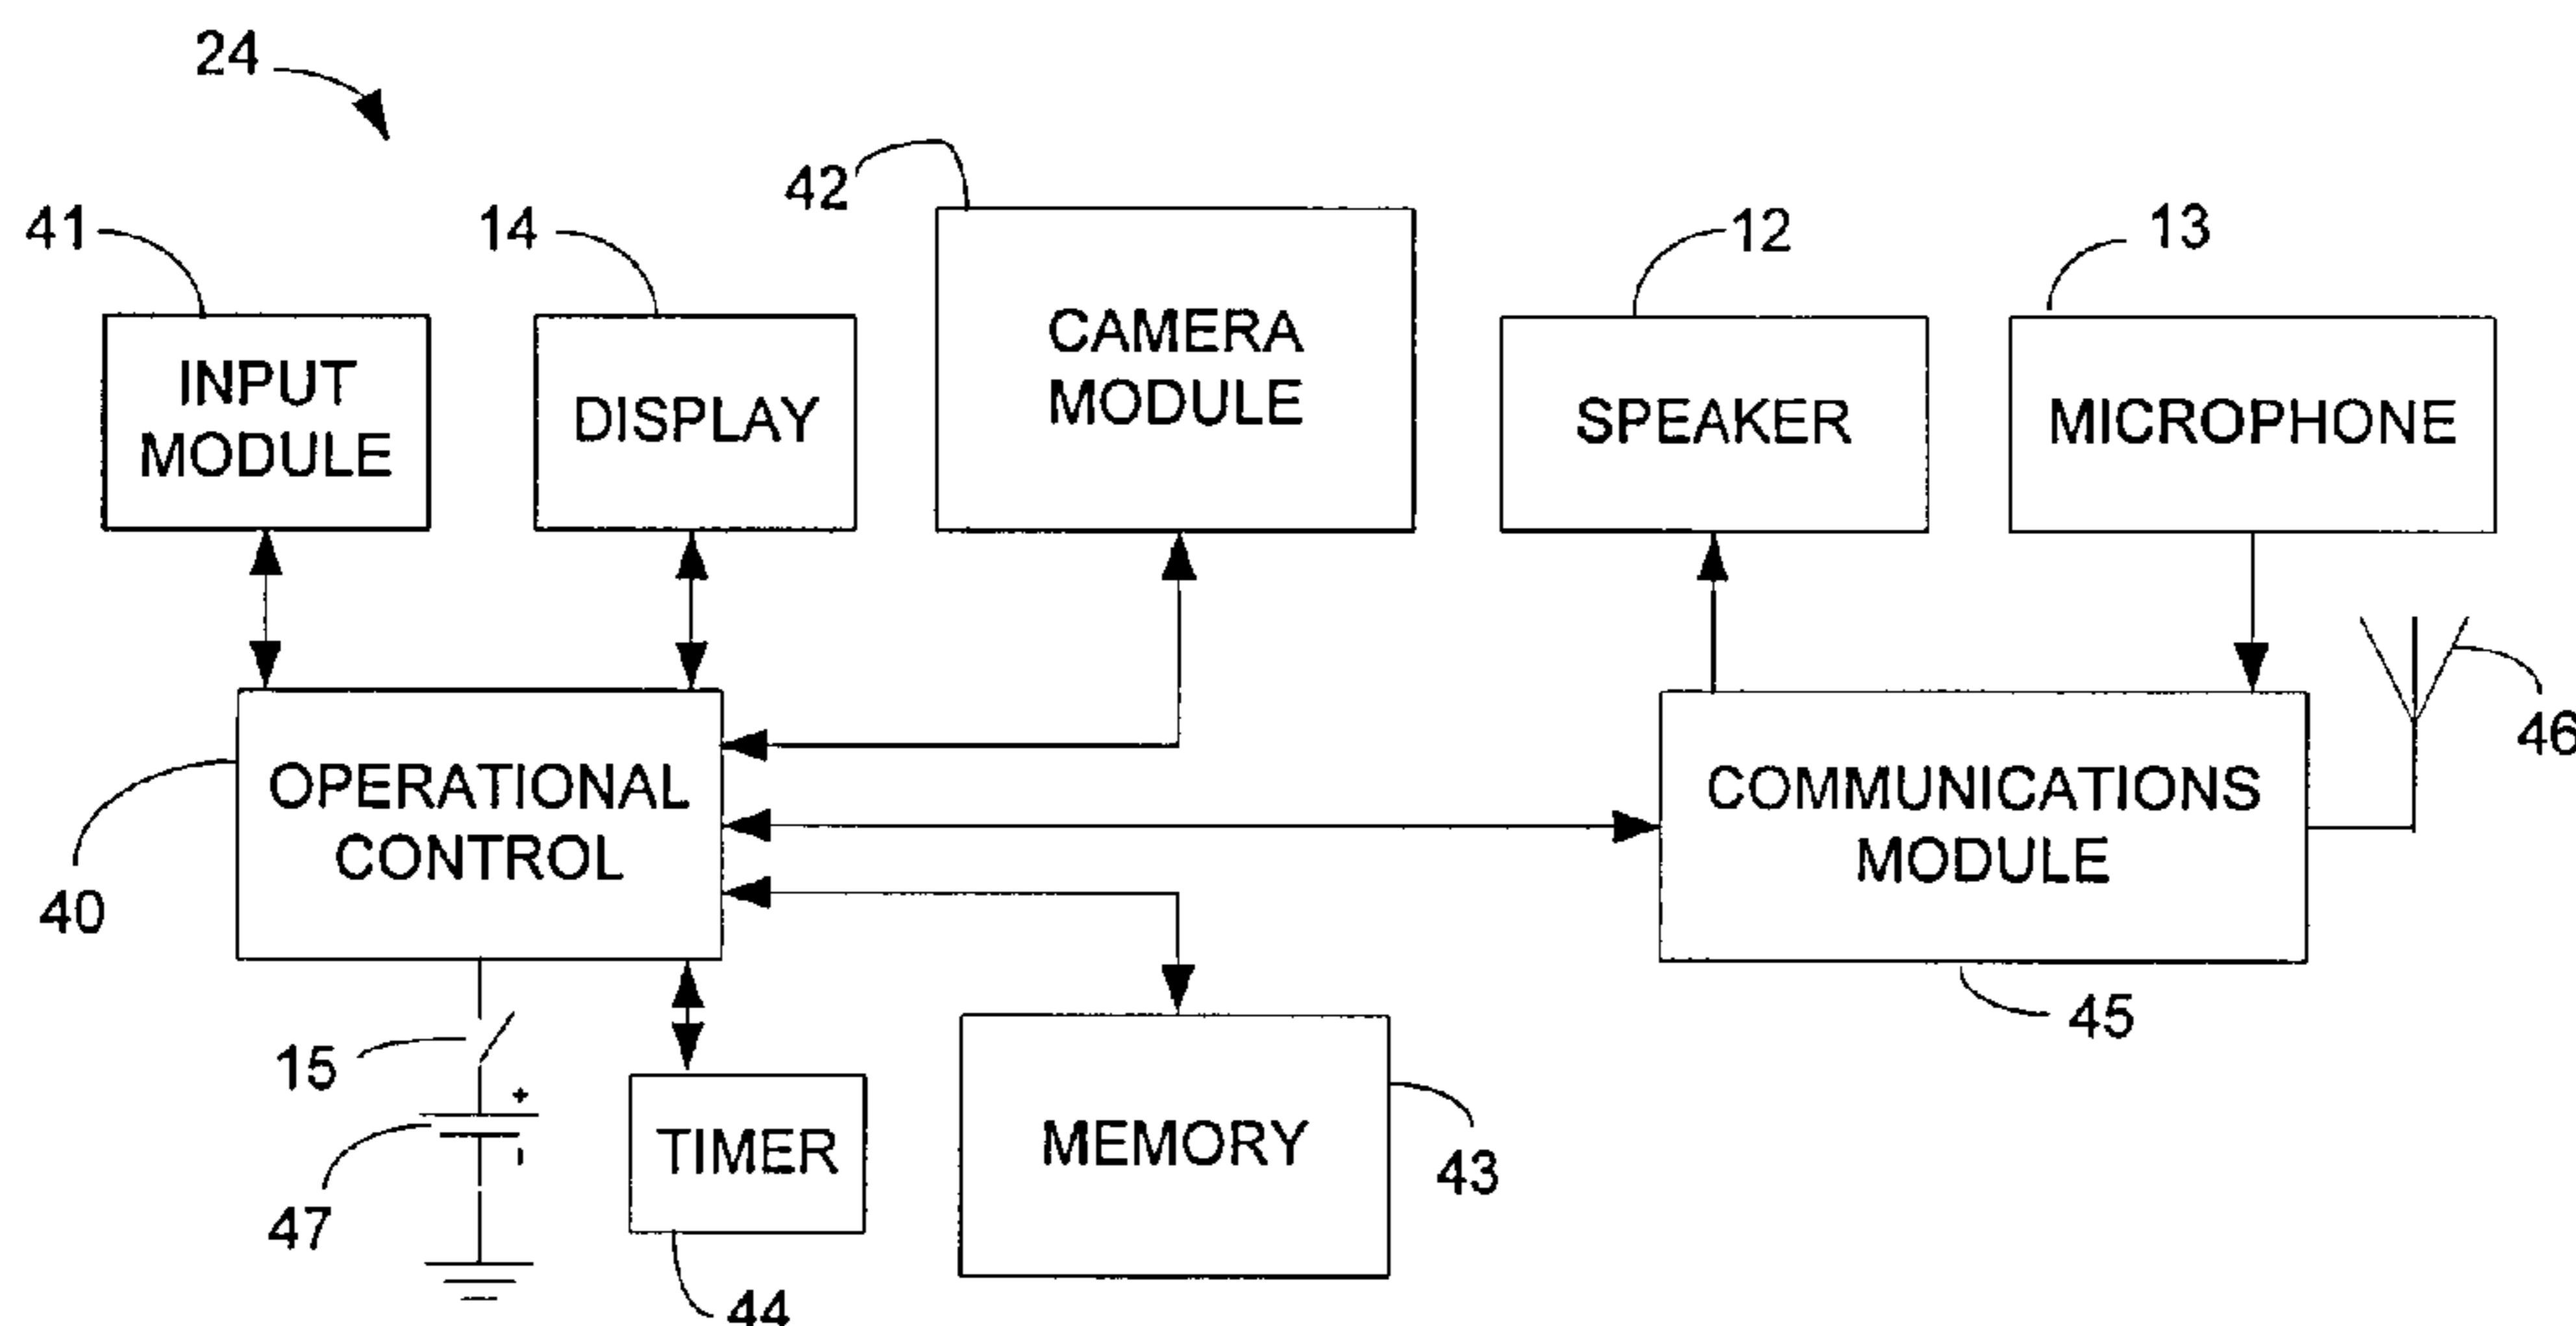 24
42
41
14
12
13
INPUT
MODULE
DISPLAY
CAMERA
MODULE
SPEAKER
MICROPHONE
46
OPERATIONAL
CONTROL
COMMUNICATIONS
MODULE
40
45
15
+
-
47
TIMER
MEMORY
43
44